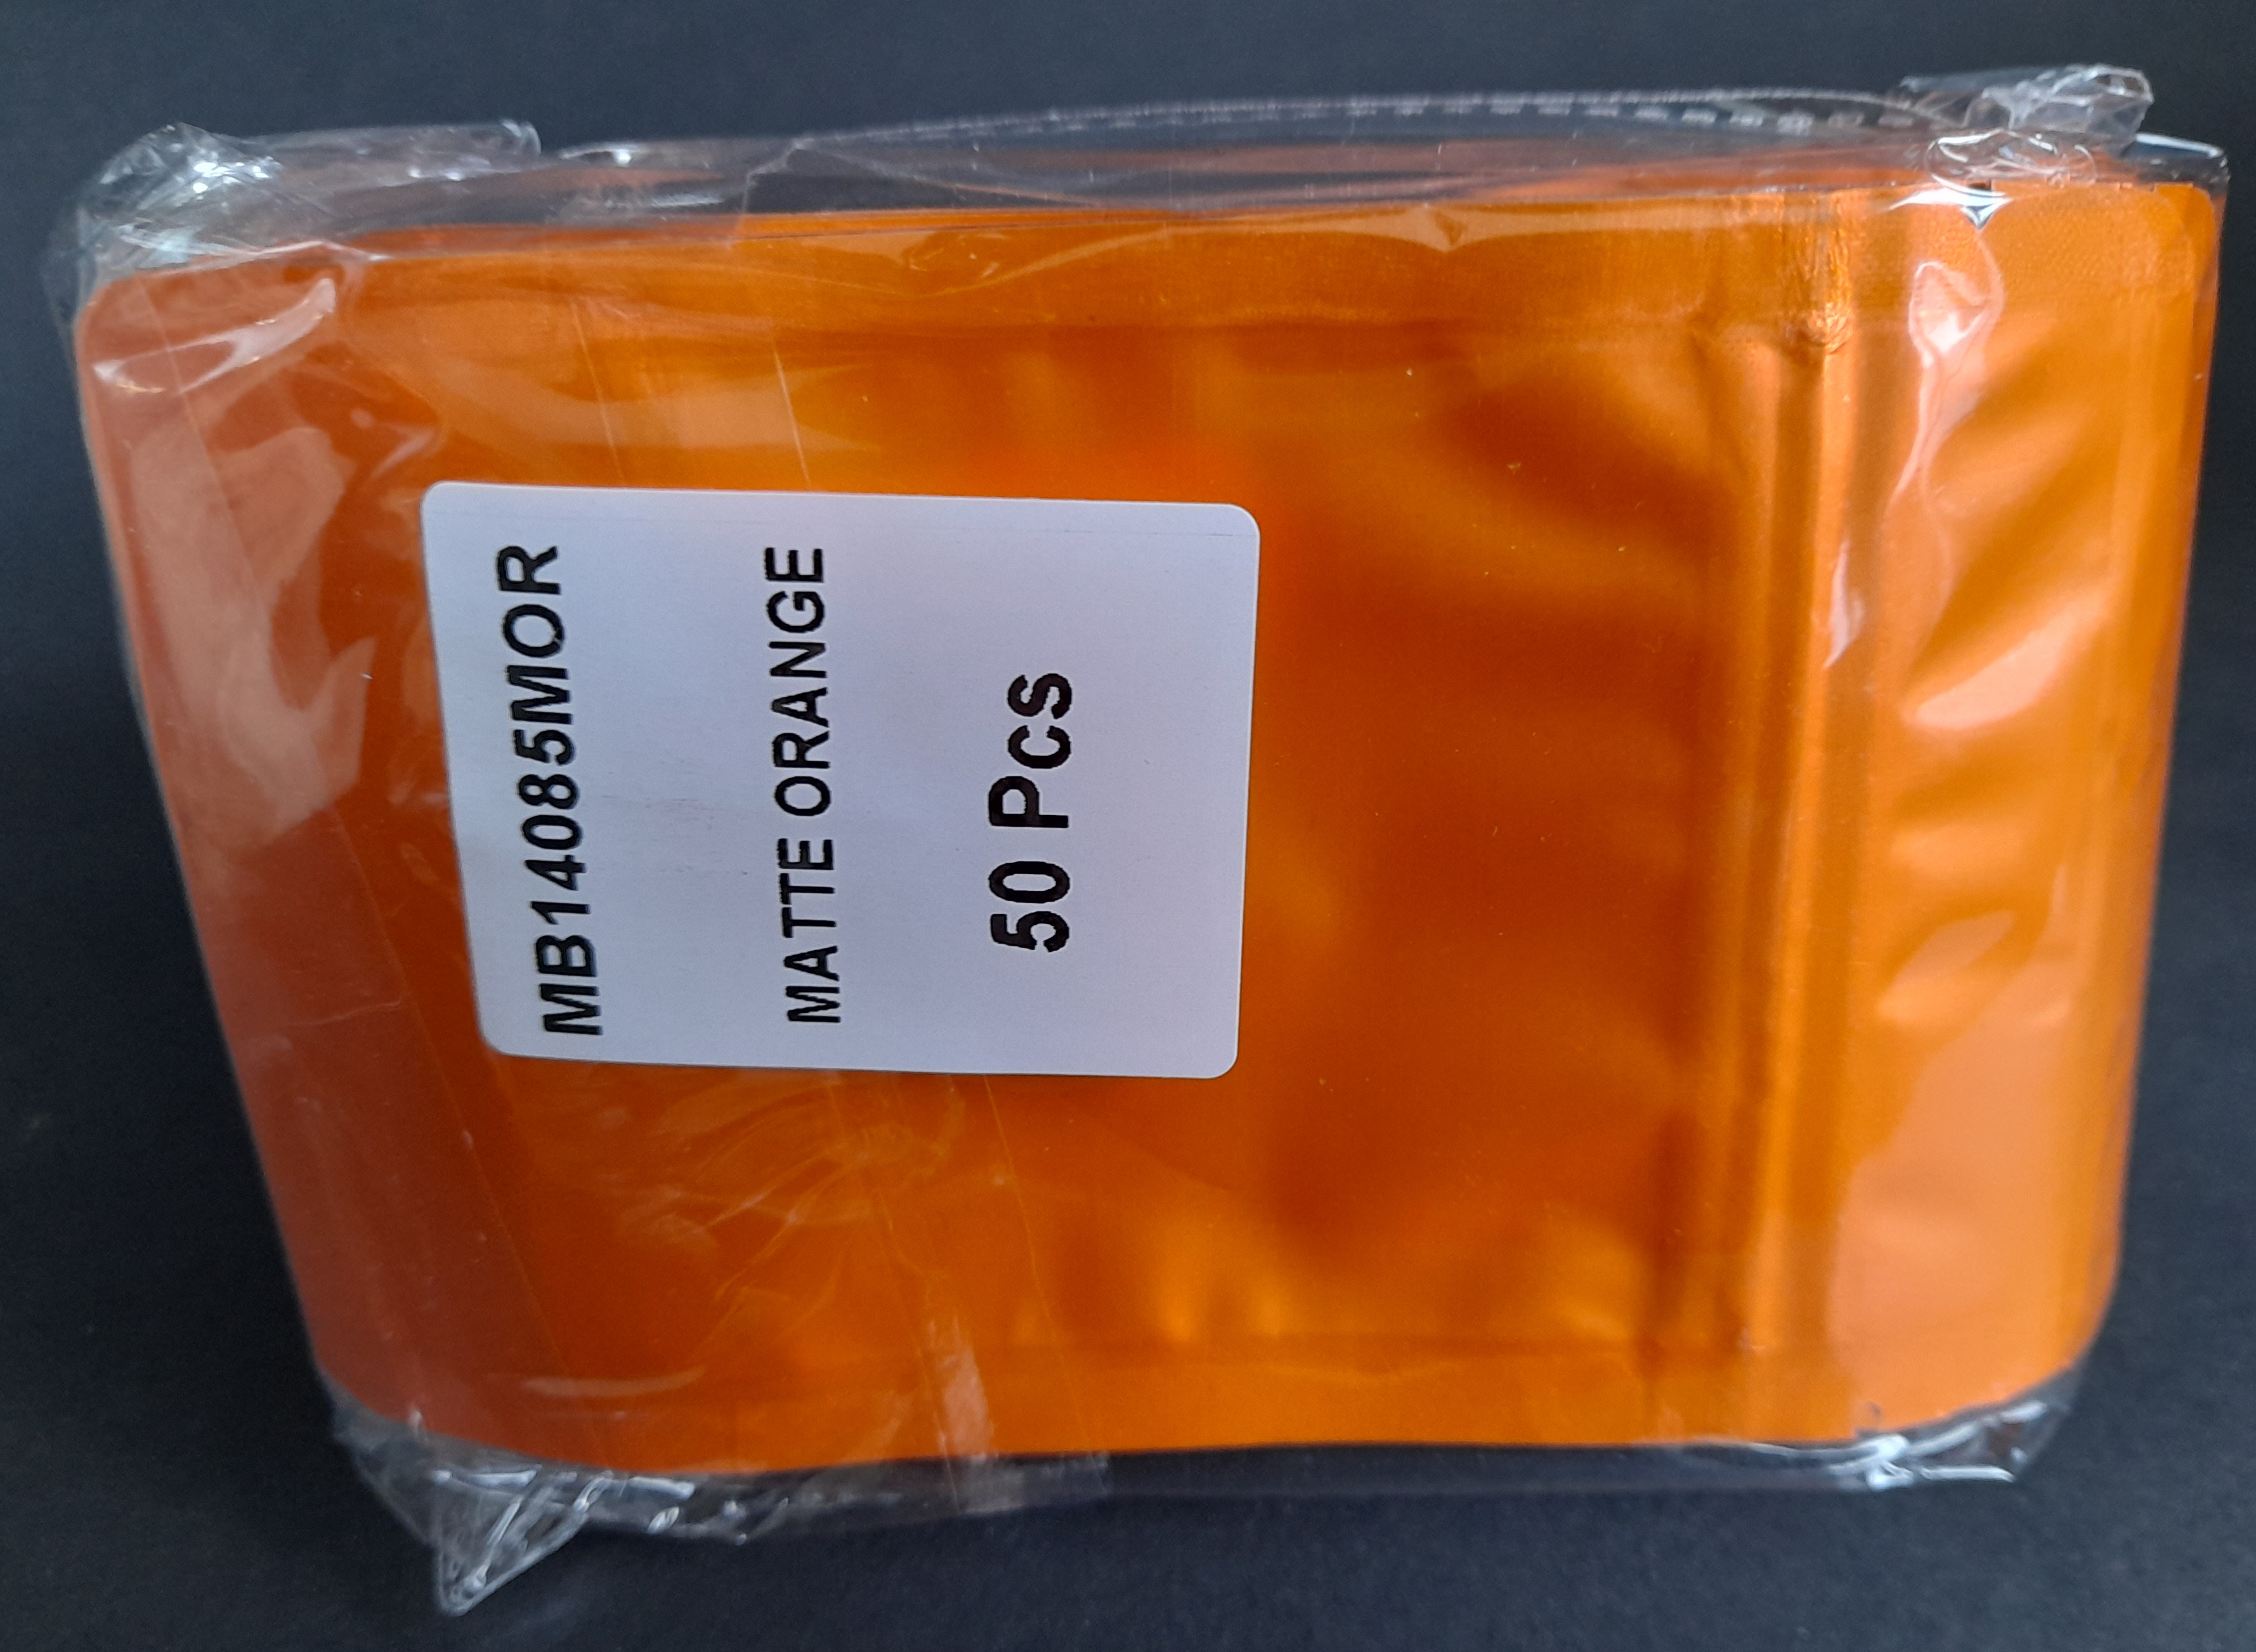 MB14085MOR
MATTE ORANGE
50 Pcs